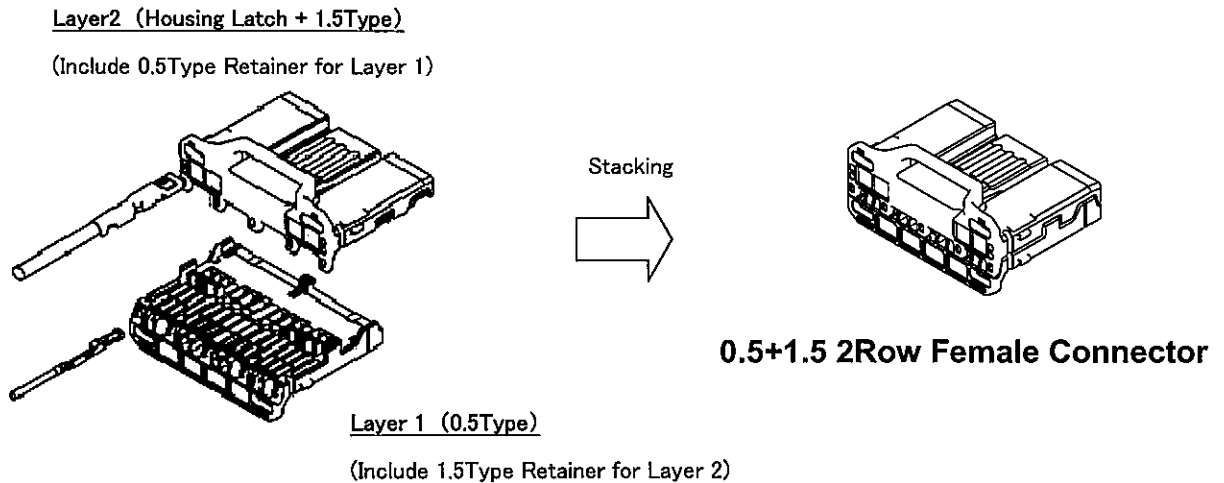 Layer2 (Housing Latch + 1.5Type)
(Include 0.5Type Retainer for Layer 1)
Stacking
0.5+1.5 2Row Female Connector
Layer 1 (0.5Type)
(Include 1.5Type Retainer for Layer 2)